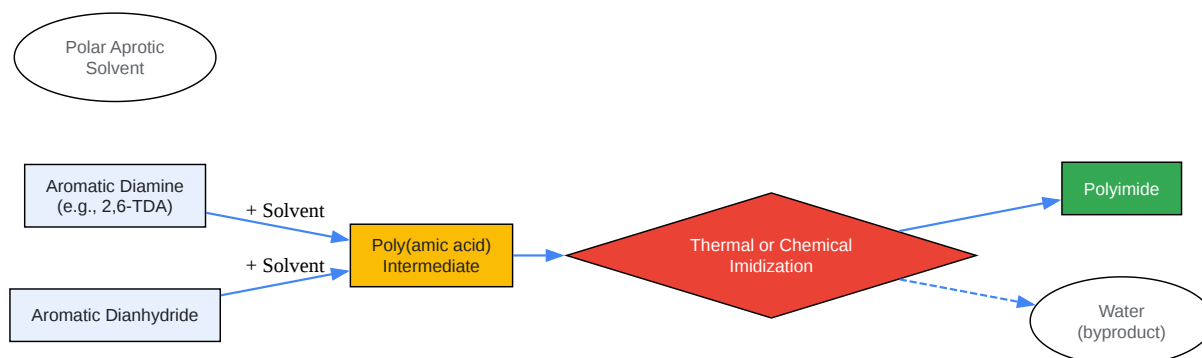 Polar Aprotic
Solvent
Aromatic Diamine
(e.g., 2,6-TDA)
+ Solvent
Aromatic Dianhydride
+ Solvent
Poly(amic acid)
Intermediate
Thermal or Chemical
Imidization
Polyimide
Water
(byproduct)